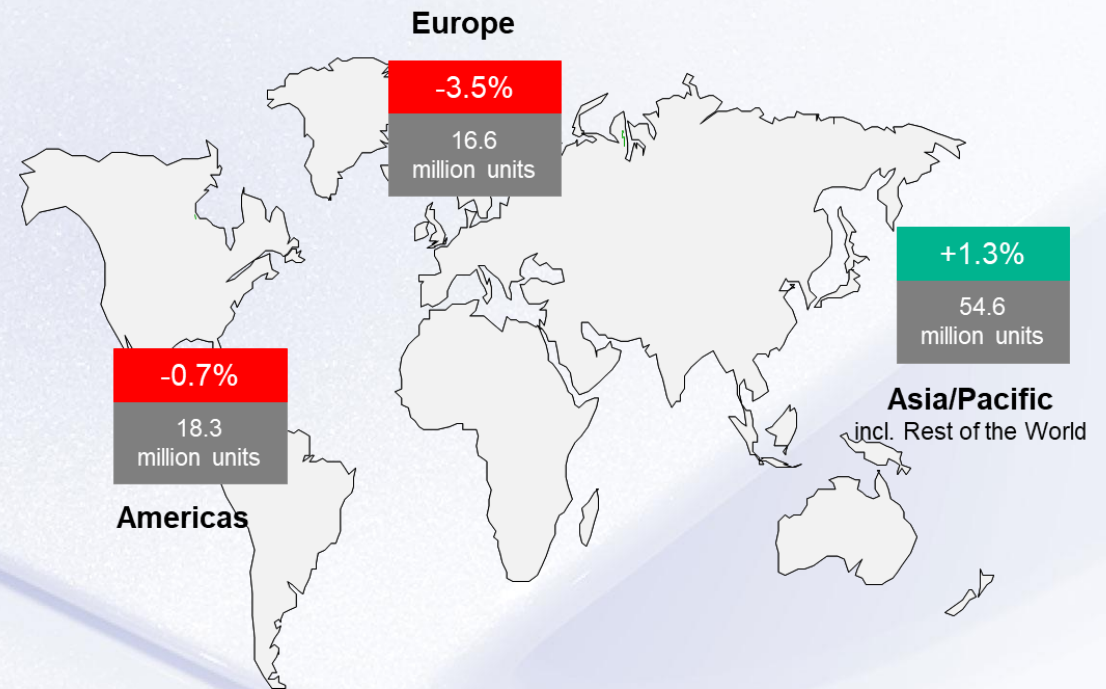 Europe
-3.5%
16.6
million units
+1.3%
54.6
million units
Asia/Pacific
incl. Rest of the World
-0.7%
18.3
million units
Americas